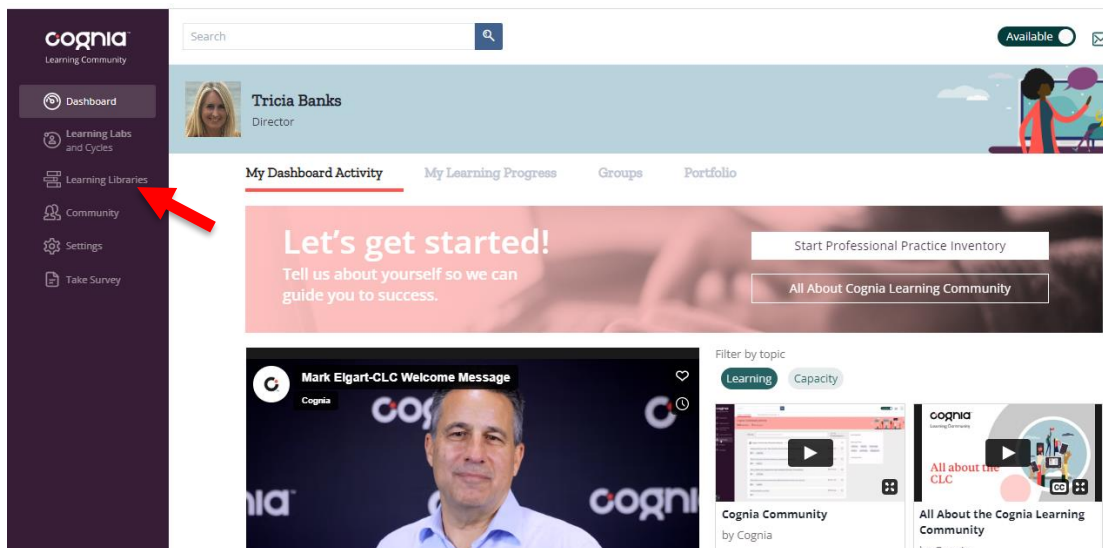 cognia
Learning Community
Dashboard
Learning Labs
and Cycles
Learning Libraries
Community
Settings
Take Survey
Search
Available
Tricia Banks
Director
My Dashboard Activity
My Learning Progress
Groups
Portfolio
Let's get started!
Tell us about yourself so we can
guide you to success.
Start Professional Practice Inventory
All About Cognia Learning Community
Mark Elgart-CLC Welcome Message
Cognia
Filter by topic
Learning
Capacity
cognia
Learning Community
All about the
CLC
CC
Cognia Community
by Cognia
All About the Cognia Learning
Community